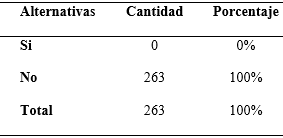 Alternativas Cantidad Porcentaje
Si 0 0%
No 263 100%
Total 263 100%